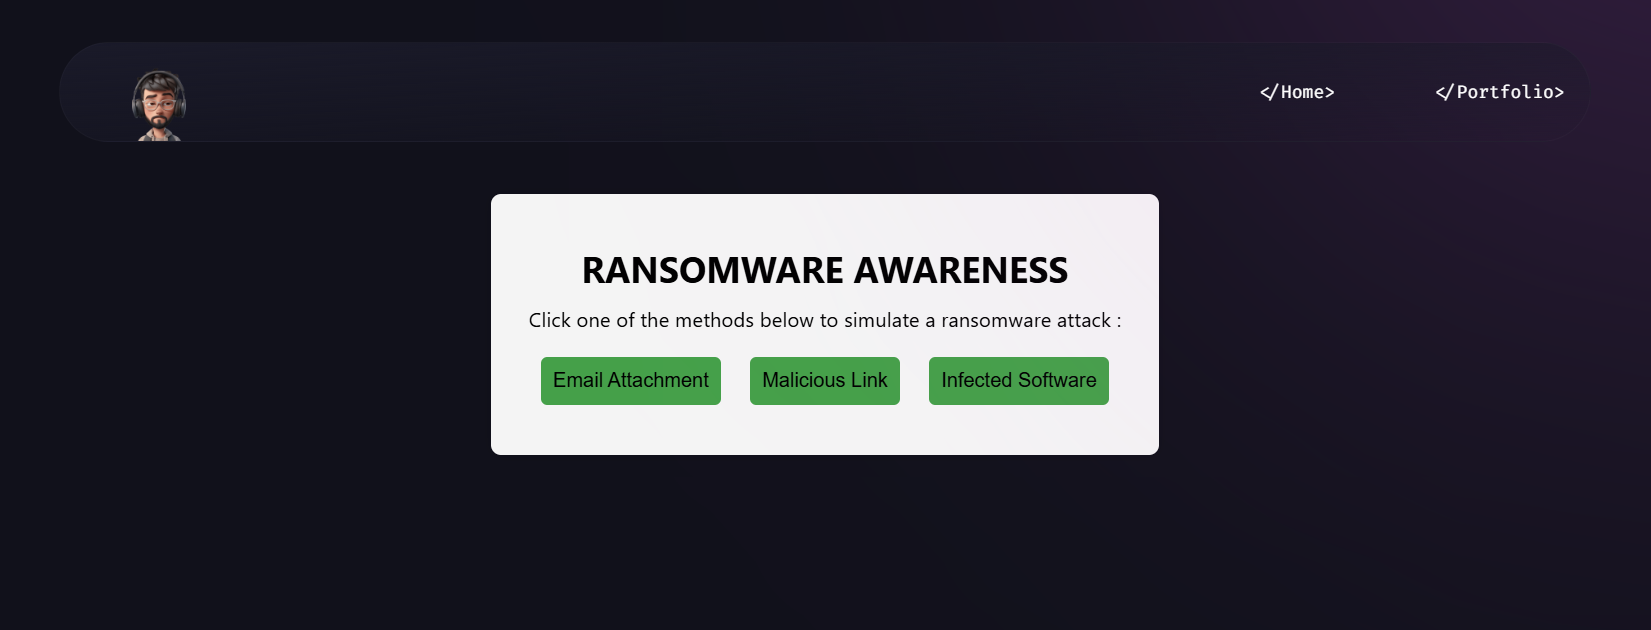 </Home> </Portfolio>
RANSOMWARE AWARENESS
Click one of the methods below to simulate a ransomware attack :
Email Attachment Malicious Link Infected Software